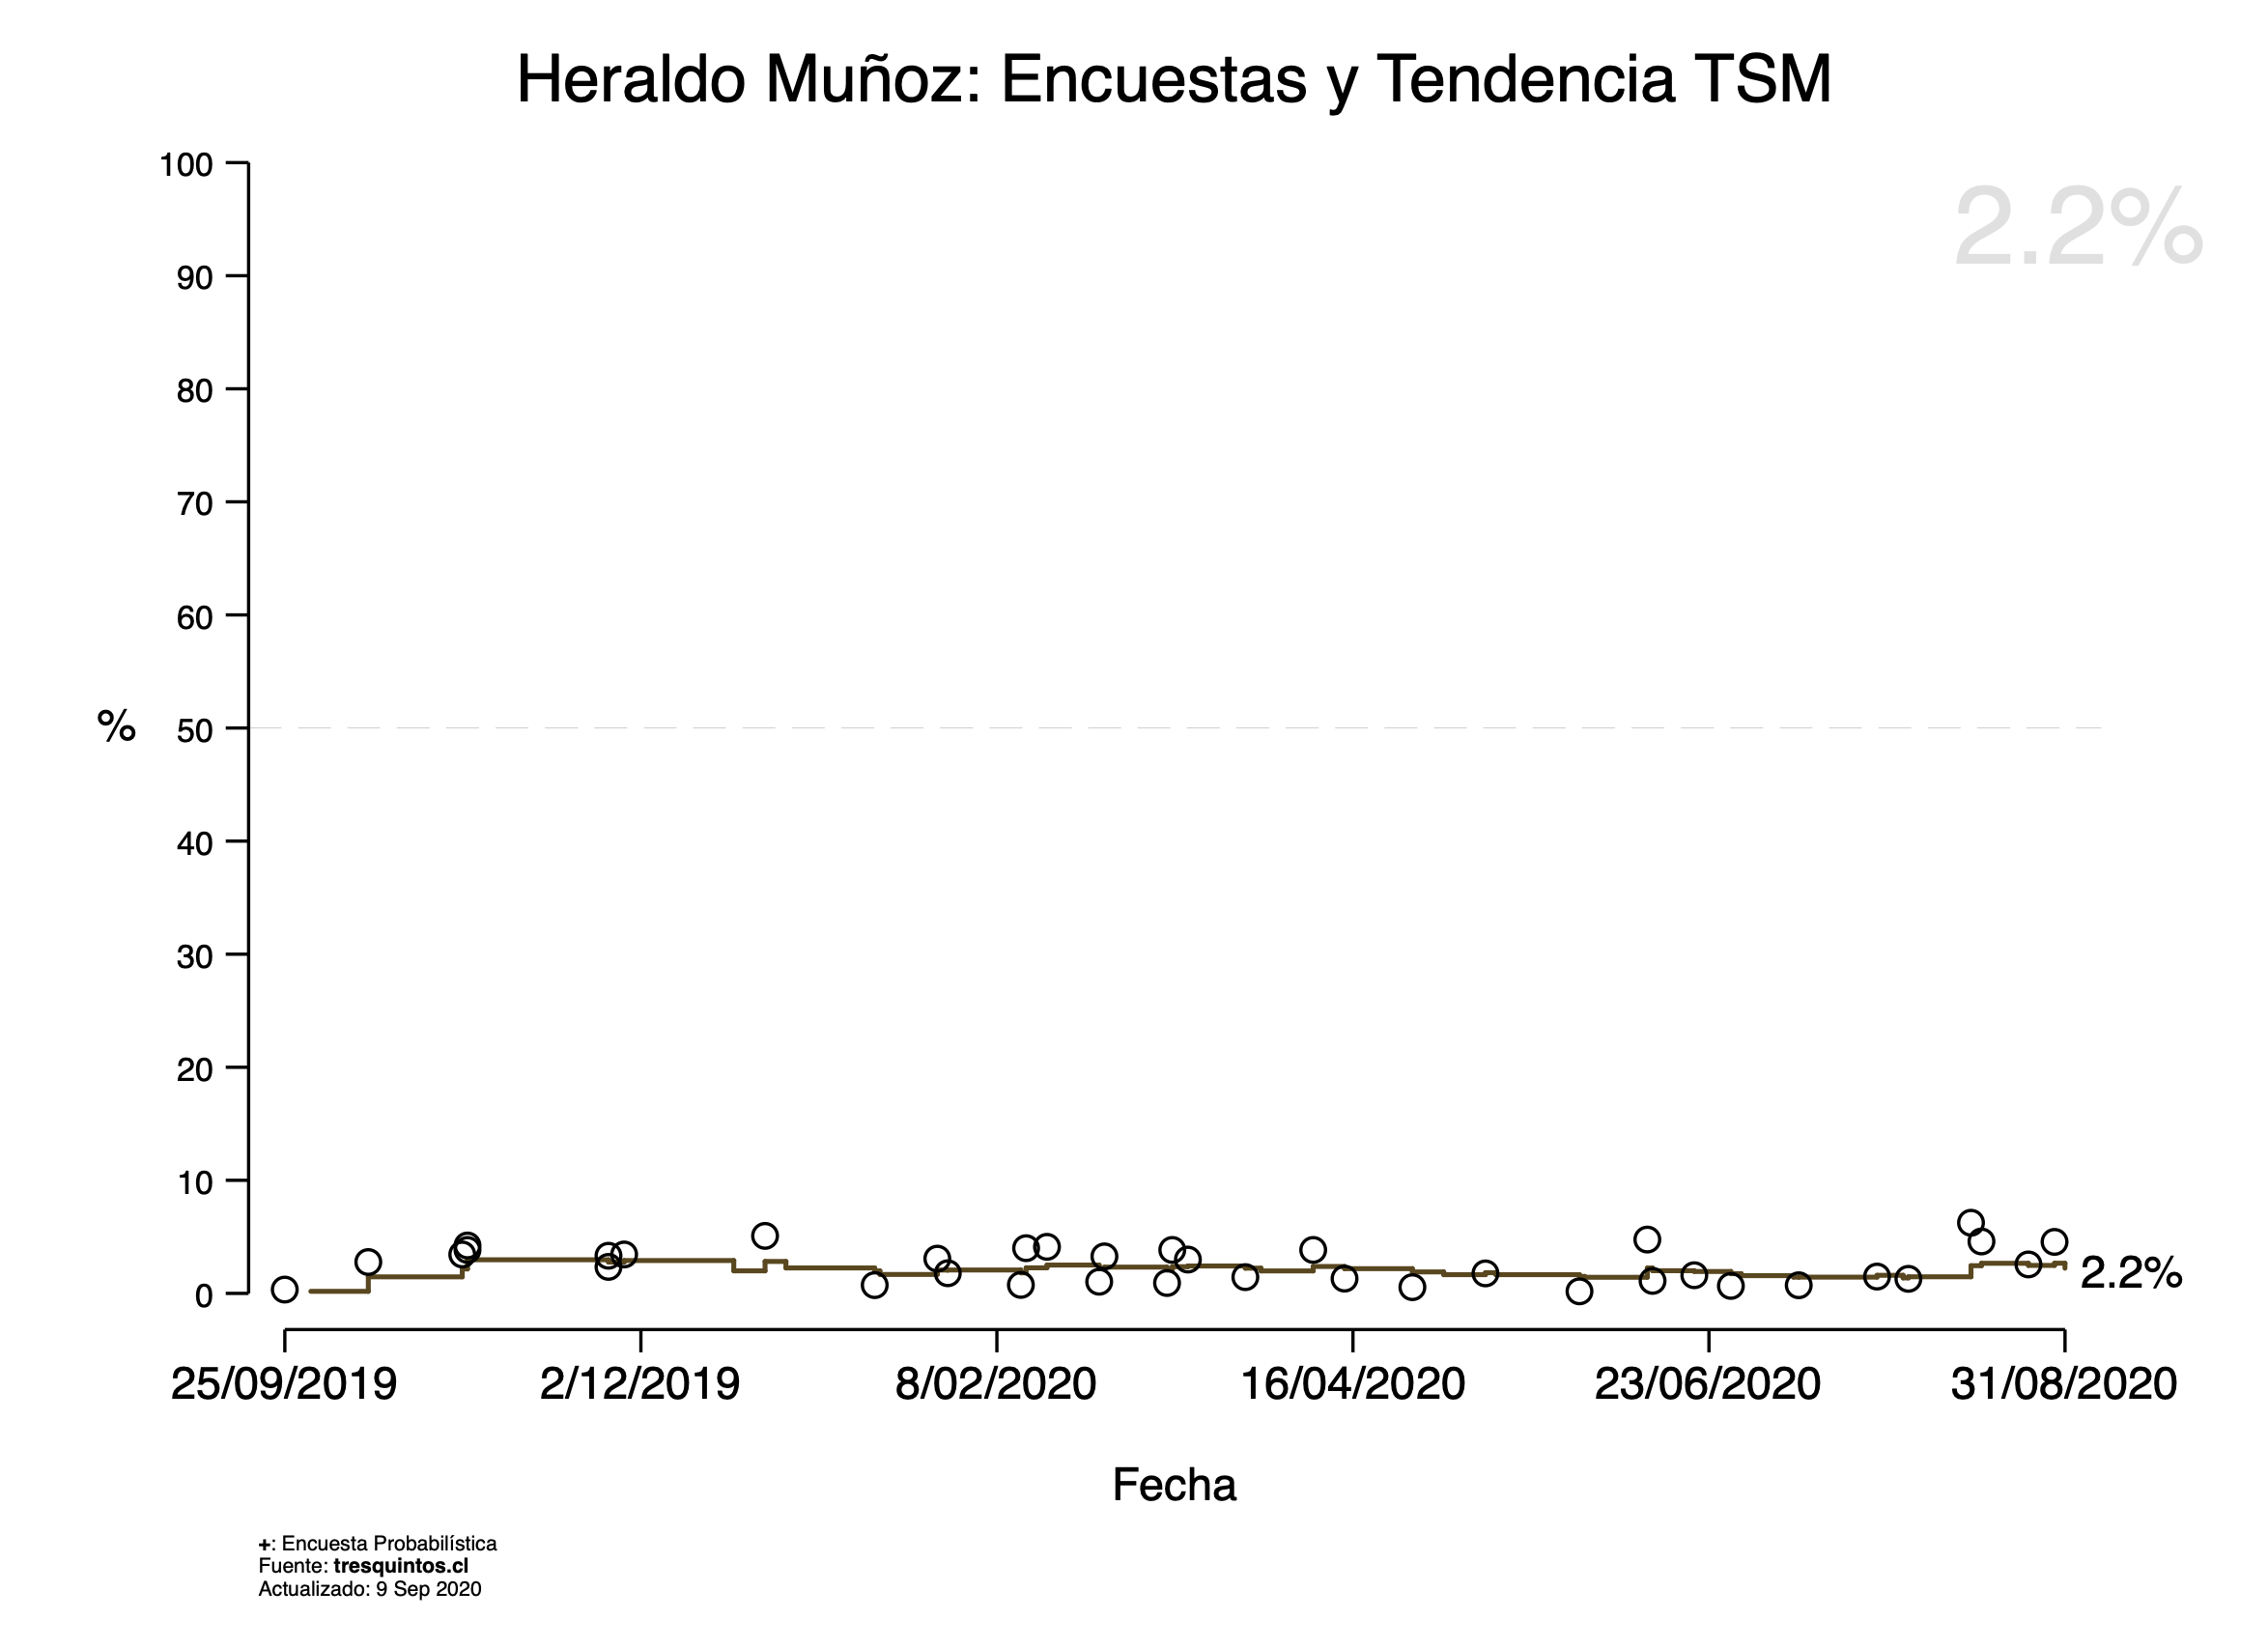 Heraldo Muñoz: Encuestas y Tendencia TSM
2.2%
100
90
80
70
60
50
40
30
20
10
0
%
2.2%
25/09/2019 2/12/2019 8/02/2020 16/04/2020 23/06/2020 31/08/2020
Fecha
+: Encuesta Probabilística
Fuente: tresquintos.cl
Actualizado: 9 Sep 2020